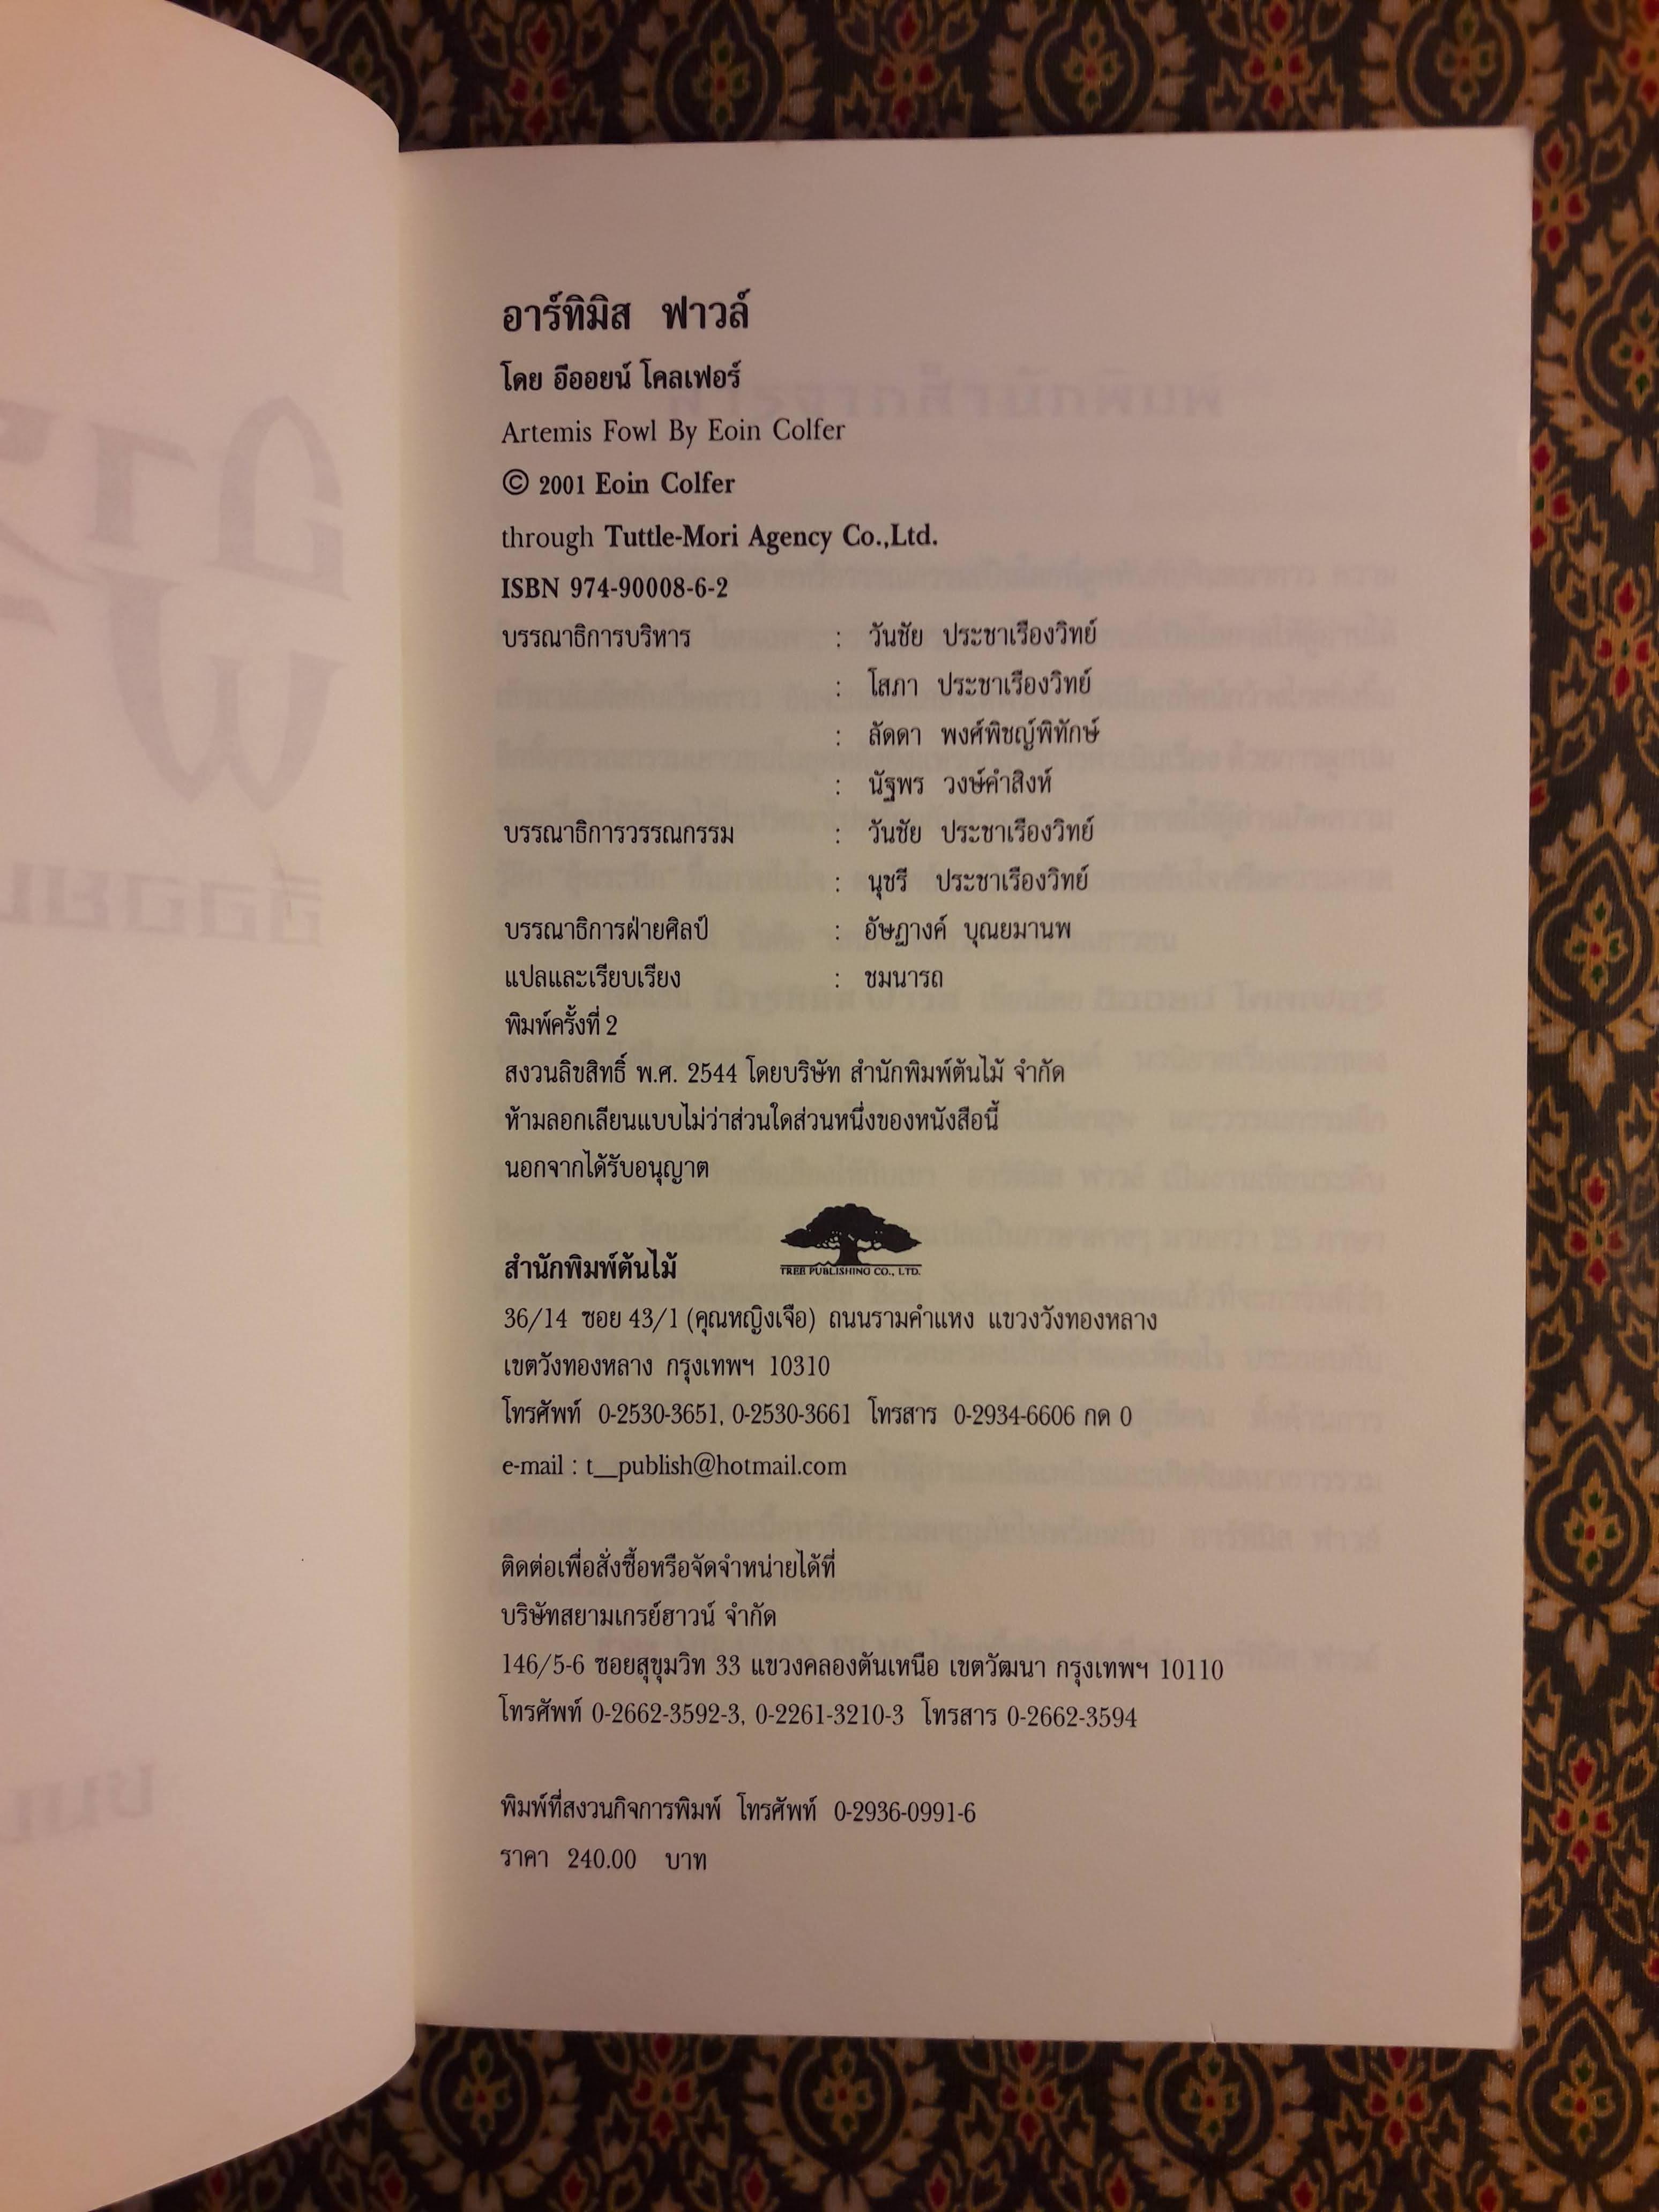 อาร์ทิมิส ฟาวล์
โดย อีออยน์ โคลเฟอร์
Artemis Fowl By Eoin Colfer
© 2001 Eoin Colfer
through Tuttle-Mori Agency Co.,Ltd.
ISBN 974-90008-6-2
บรรณาธิการบริหาร : วันชัย ประชาเรืองวิทย์
: โสภา ประชาเรืองวิทย์
: ลัดดา พงศ์พิชญ์พิทักษ์
: นัฐพร วงษ์คำสิงห์
บรรณาธิการวรรณกรรม : วันชัย ประชาเรืองวิทย์
: นุชรี ประชาเรืองวิทย์
บรรณาธิการฝ่ายศิลป์ : อัษฎางค์ บุณยมานพ
แปลและเรียบเรียง : ชมนารถ
พิมพ์ครั้งที่ 2
สงวนลิขสิทธิ์ พ.ศ. 2544 โดยบริษัท สำนักพิมพ์ต้นไม้ จำกัด
ห้ามลอกเลียนแบบไม่ว่าส่วนใดส่วนหนึ่งของหนังสือนี้
นอกจากได้รับอนุญาต
TREE PUBLISHING CO., LTD.
สำนักพิมพ์ต้นไม้
36/14 ซอย 43/1 (คุณหญิงเจือ) ถนนรามคำแหง แขวงวังทองหลาง
เขตวังทองหลาง กรุงเทพฯ 10310
โทรศัพท์ 0-2530-3651, 0-2530-3661 โทรสาร 0-2934-6606 กด 0
e-mail : t__publish@hotmail.com
ติดต่อเพื่อสั่งซื้อหรือจัดจำหน่ายได้ที่
บริษัทสยามเกรย์ฮาวน์ จำกัด
146/5-6 ซอยสุขุมวิท 33 แขวงคลองตันเหนือ เขตวัฒนา กรุงเทพฯ 10110
โทรศัพท์ 0-2662-3592-3, 0-2261-3210-3 โทรสาร 0-2662-3594
พิมพ์ที่สงวนกิจการพิมพ์ โทรศัพท์ 0-2936-0991-6
ราคา 240.00 บาท